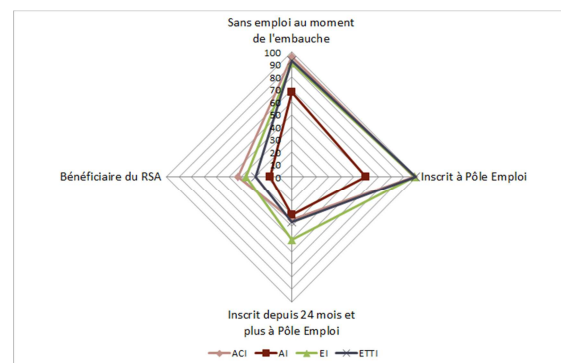 Sans emploi au moment
de l'embauche
100
90
80
70
60
50
40
30
20
10
0
Bénéficiaire du RSA
Inscrit à Pôle Emploi
Inscrit depuis 24 mois et
plus à Pôle Emploi
ACI AI EI ETTI